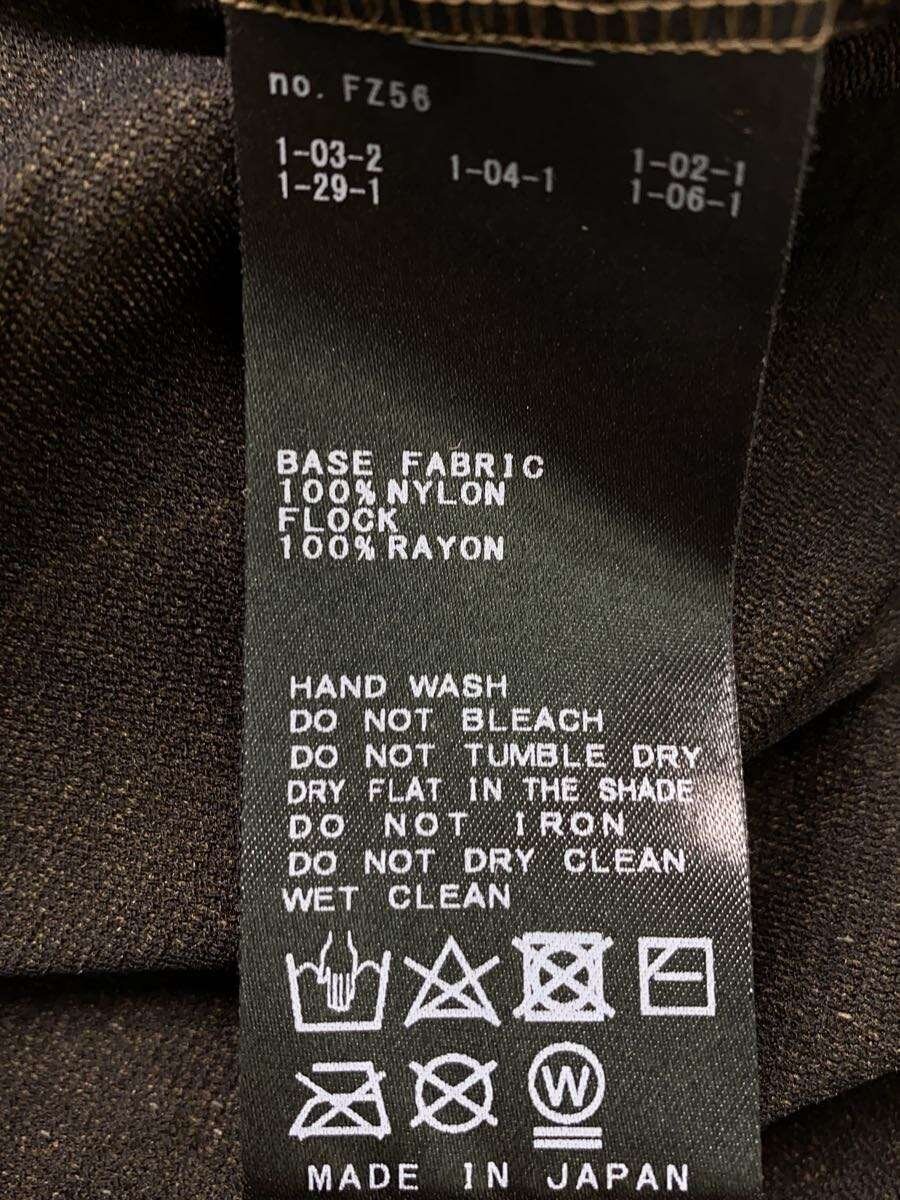 no. FZ56
1-03-2 1-04-1 1-02-1
1-29-1 1-06-1
BASE FABRIC
100% NYLON
FLOCK
100% RAYON
HAND WASH
DO NOT BLEACH
DO NOT TUMBLE DRY
DRY FLAT IN THE SHADE
DO NOT IRON
DO NOT DRY CLEAN
WET CLEAN
W
MADE IN JAPAN